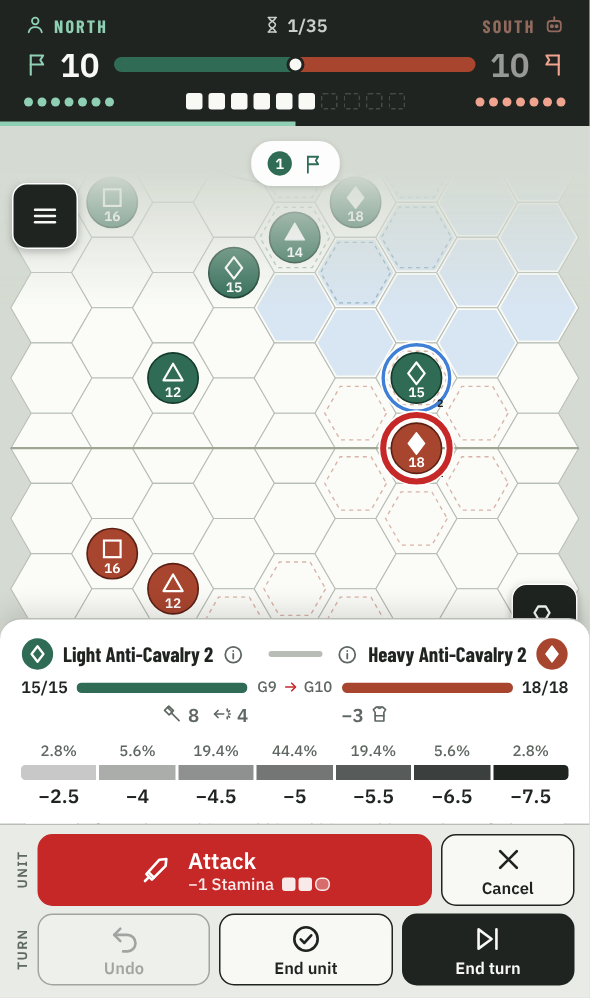 NORTH
1/35
SOUTH
10
10
1
16
18
14
15
12
15
2
18
16
12
Light Anti-Cavalry 2
Heavy Anti-Cavalry 2
15/15
G9 → G10
18/18
8
4
−3
2.8%
5.6%
19.4%
44.4%
19.4%
5.6%
2.8%
−2.5
−4
−4.5
−5
−5.5
−6.5
−7.5
UNIT
Attack
−1 Stamina
Cancel
TURN
Undo
End unit
End turn